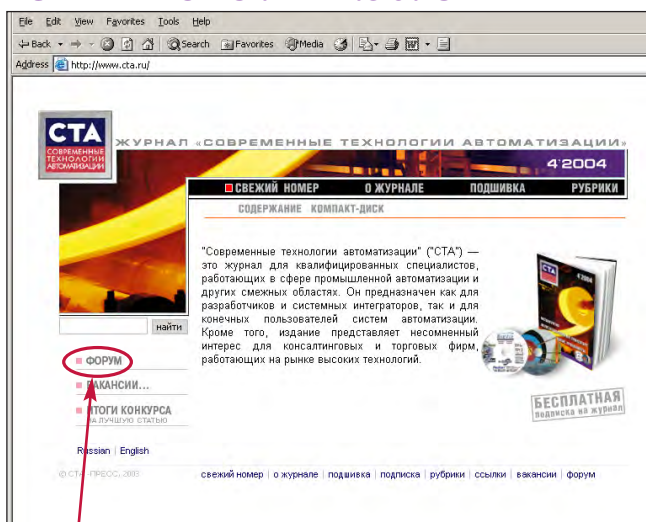 File Edit View Favorites Tools Help
Back Search Favorites Media
Address http://www.cta.ru/
СТА
СОВРЕМЕННЫЕ
ТЕХНОЛОГИИ
АВТОМАТИЗАЦИИ
ЖУРНАЛ «СОВРЕМЕННЫЕ ТЕХНОЛОГИИ АВТОМАТИЗАЦИИ»
4'2004
СВЕЖИЙ НОМЕР О ЖУРНАЛЕ ПОДШИВКА РУБРИКИ
СОДЕРЖАНИЕ КОМПАКТ-ДИСК
"Современные технологии автоматизации" ("СТА") —
это журнал для квалифицированных специалистов,
работающих в сфере промышленной автоматизации и
других смежных областях. Он предназначен как для
разработчиков и системных интеграторов, так и для
конечных пользователей систем автоматизации.
Кроме того, издание представляет несомненный
интерес для консалтинговых и торговых фирм,
работающих на рынке высоких технологий.
найти
ФОРУМ
ВАКАНСИИ...
ИТОГИ КОНКУРСА
НА ЛУЧШУЮ СТАТЬЮ
БЕСПЛАТНАЯ
подписка на журнал
Russian | English
© СТА-ПРЕСС, 2003
свежий номер | о журнале | подшивка | подписка | рубрики | ссылки | вакансии | форум